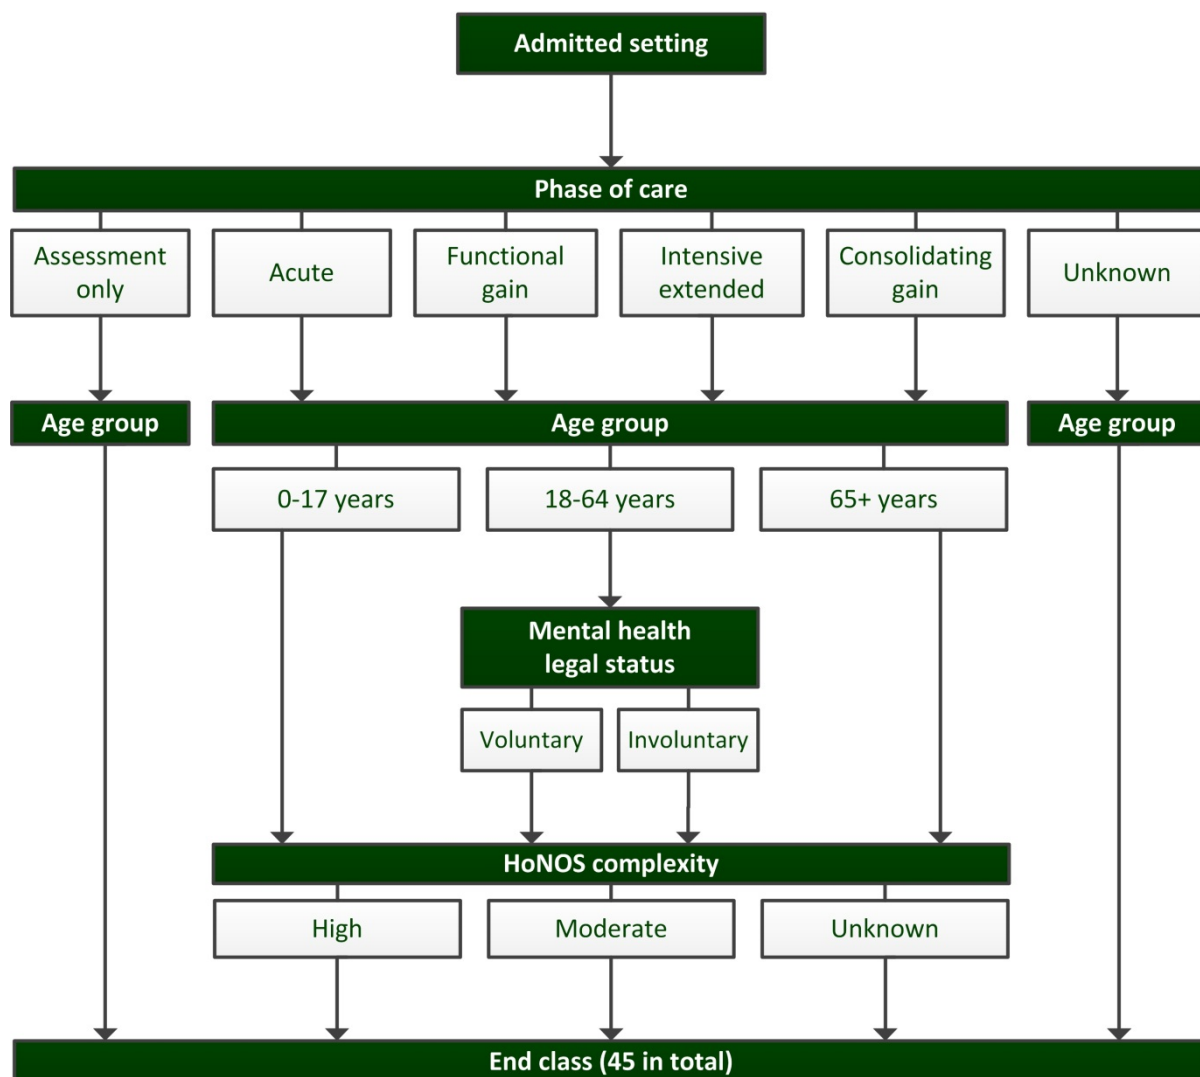 Admitted setting
Phase of care
Assessment
only
Acute
Functional
gain
Intensive
extended
Consolidating
gain
Unknown
Age group
Age group
Age group
0-17 years
18-64 years
65+ years
Mental health
legal status
Voluntary
Involuntary
HoNOS complexity
High
Moderate
Unknown
End class (45 in total)